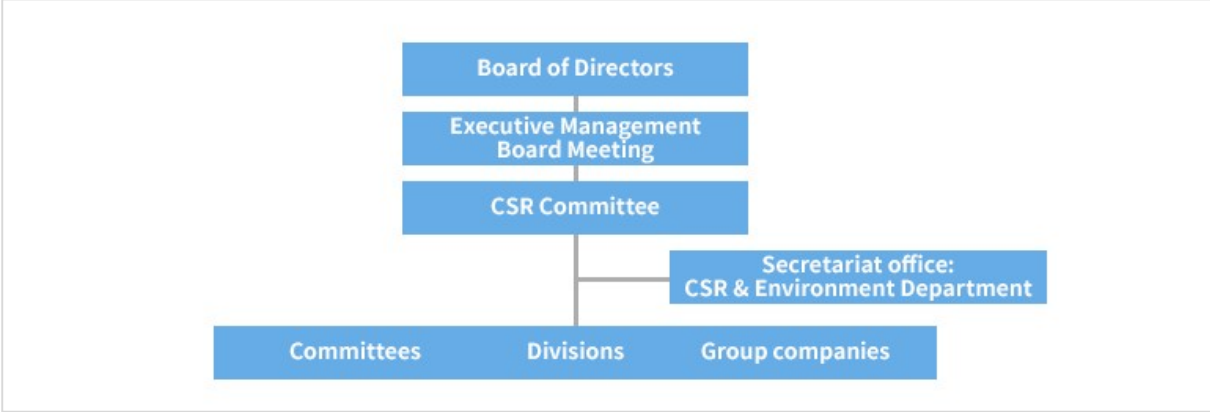 Board of Directors
Executive Management
Board Meeting
CSR Committee
Secretariat office:
CSR & Environment Department
Committees Divisions Group companies